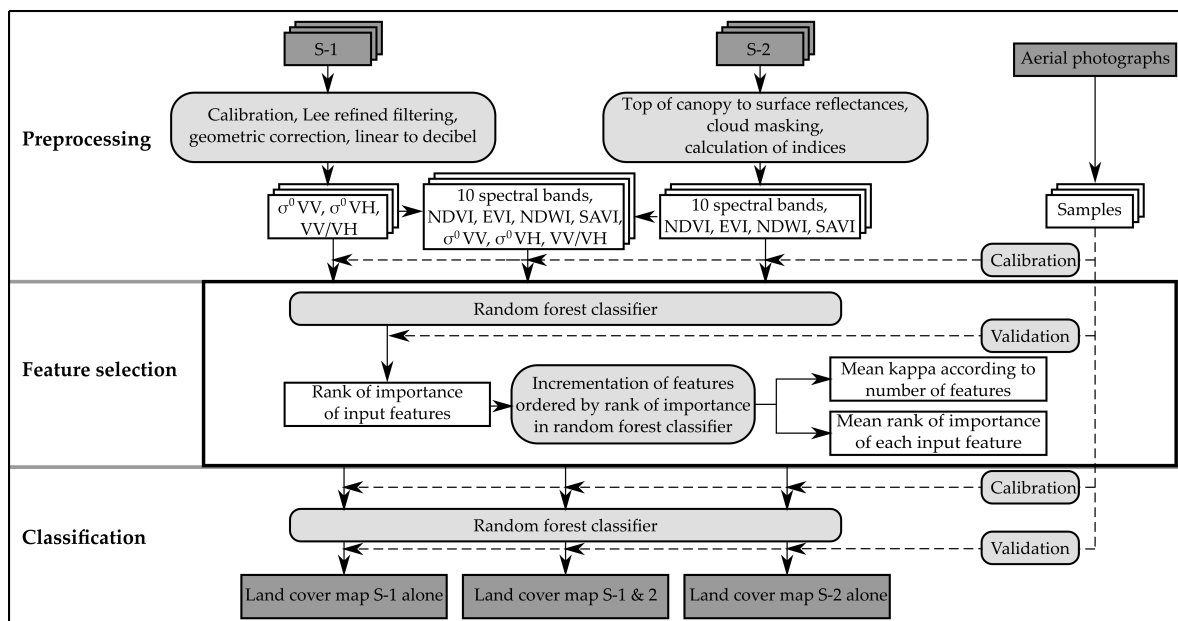 S-1
S-2
Aerial photographs
Preprocessing
Calibration, Lee refined filtering,
geometric correction, linear to decibel
Top of canopy to surface reflectances,
cloud masking,
calculation of indices
σ⁰VV, σ⁰VH,
VV/VH
10 spectral bands,
NDVI, EVI, NDWI, SAVI,
σ⁰VV, σ⁰VH, VV/VH
10 spectral bands,
NDVI, EVI, NDWI, SAVI
Samples
Calibration
Feature selection
Random forest classifier
Validation
Rank of importance
of input features
Incrementation of features
ordered by rank of importance
in random forest classifier
Mean kappa according to
number of features
Mean rank of importance
of each input feature
Calibration
Classification
Random forest classifier
Validation
Land cover map S-1 alone
Land cover map S-1 & 2
Land cover map S-2 alone